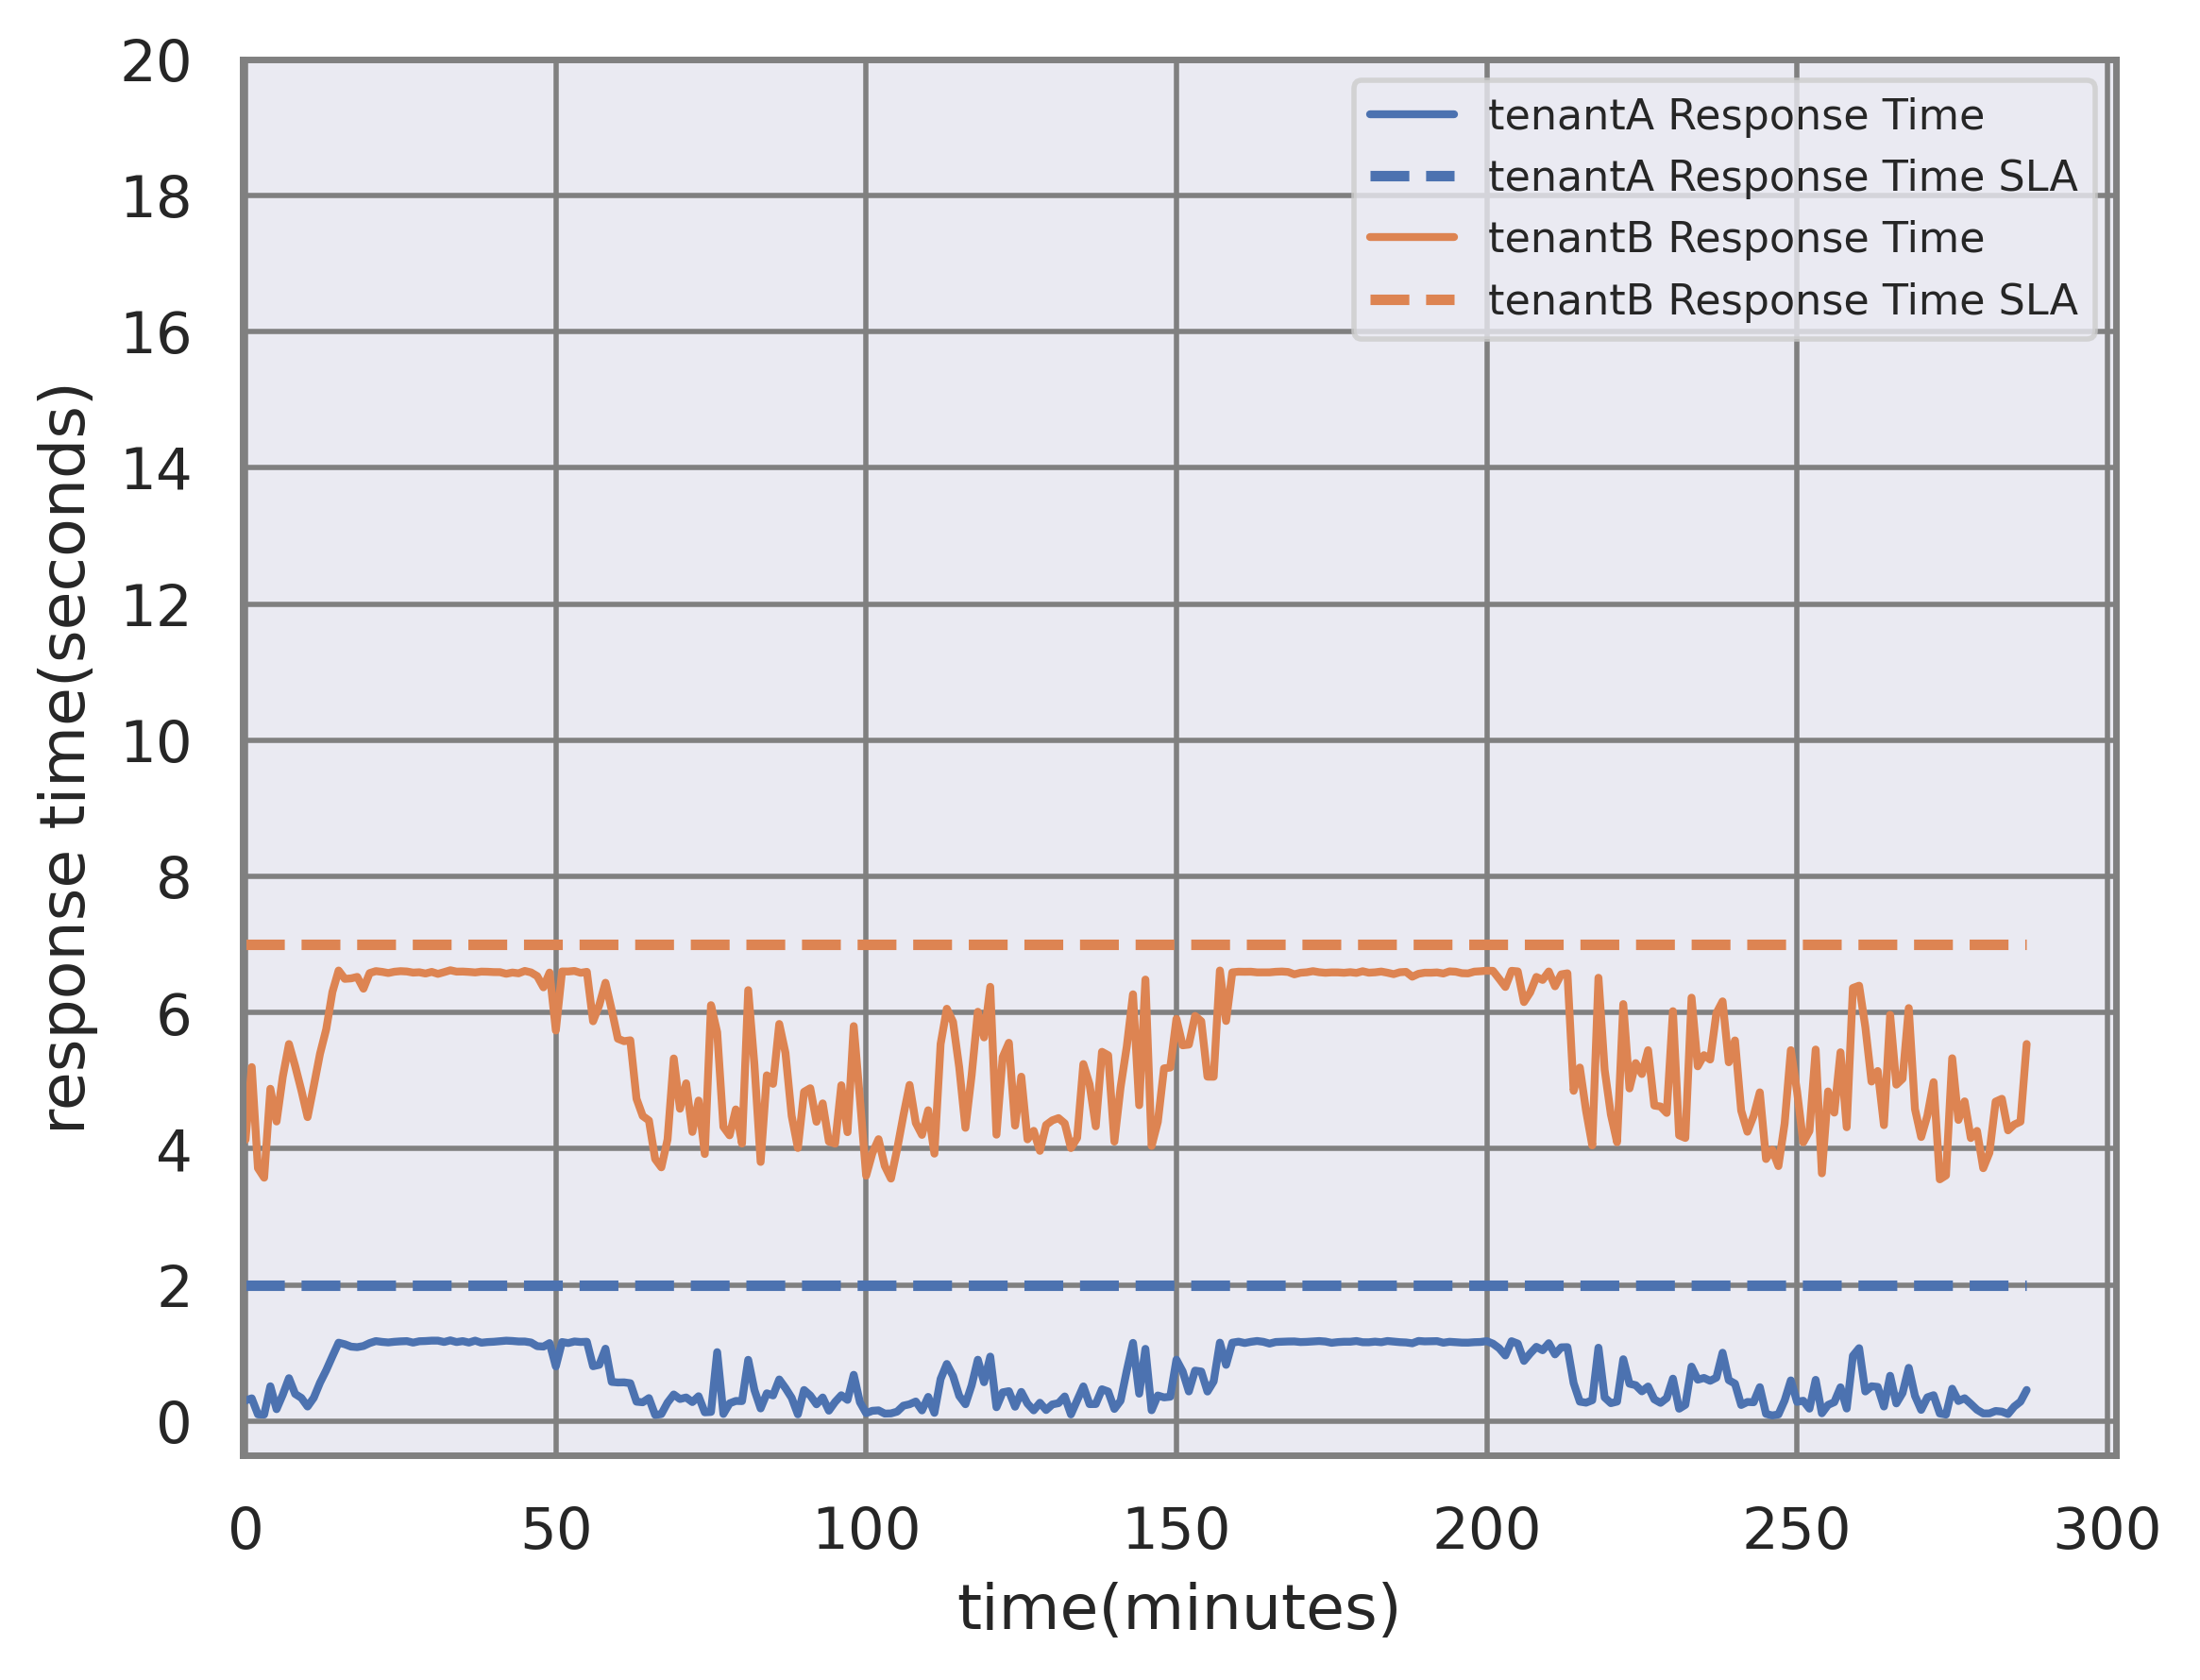 20
18
16
14
12
10
8
6
4
2
0
response time(seconds)
tenantA Response Time
tenantA Response Time SLA
tenantB Response Time
tenantB Response Time SLA
0 50 100 150 200 250 300
time(minutes)